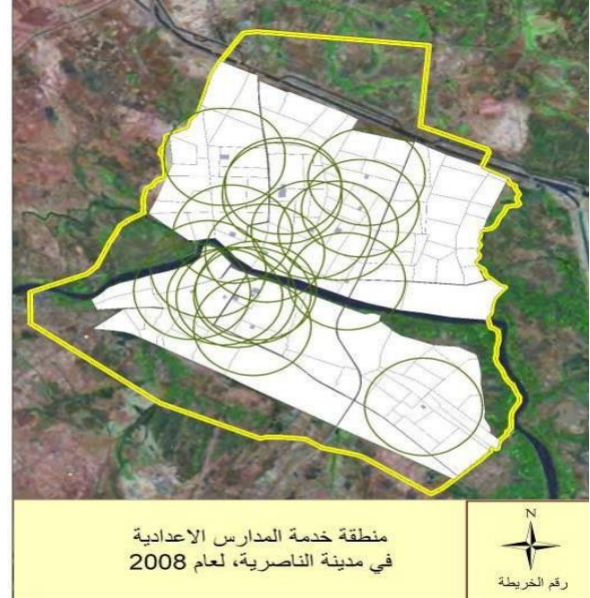 منطقة خدمة المدارس الاعدادية
في مدينة الناصرية، لعام 2008
N
رقم الخريطة